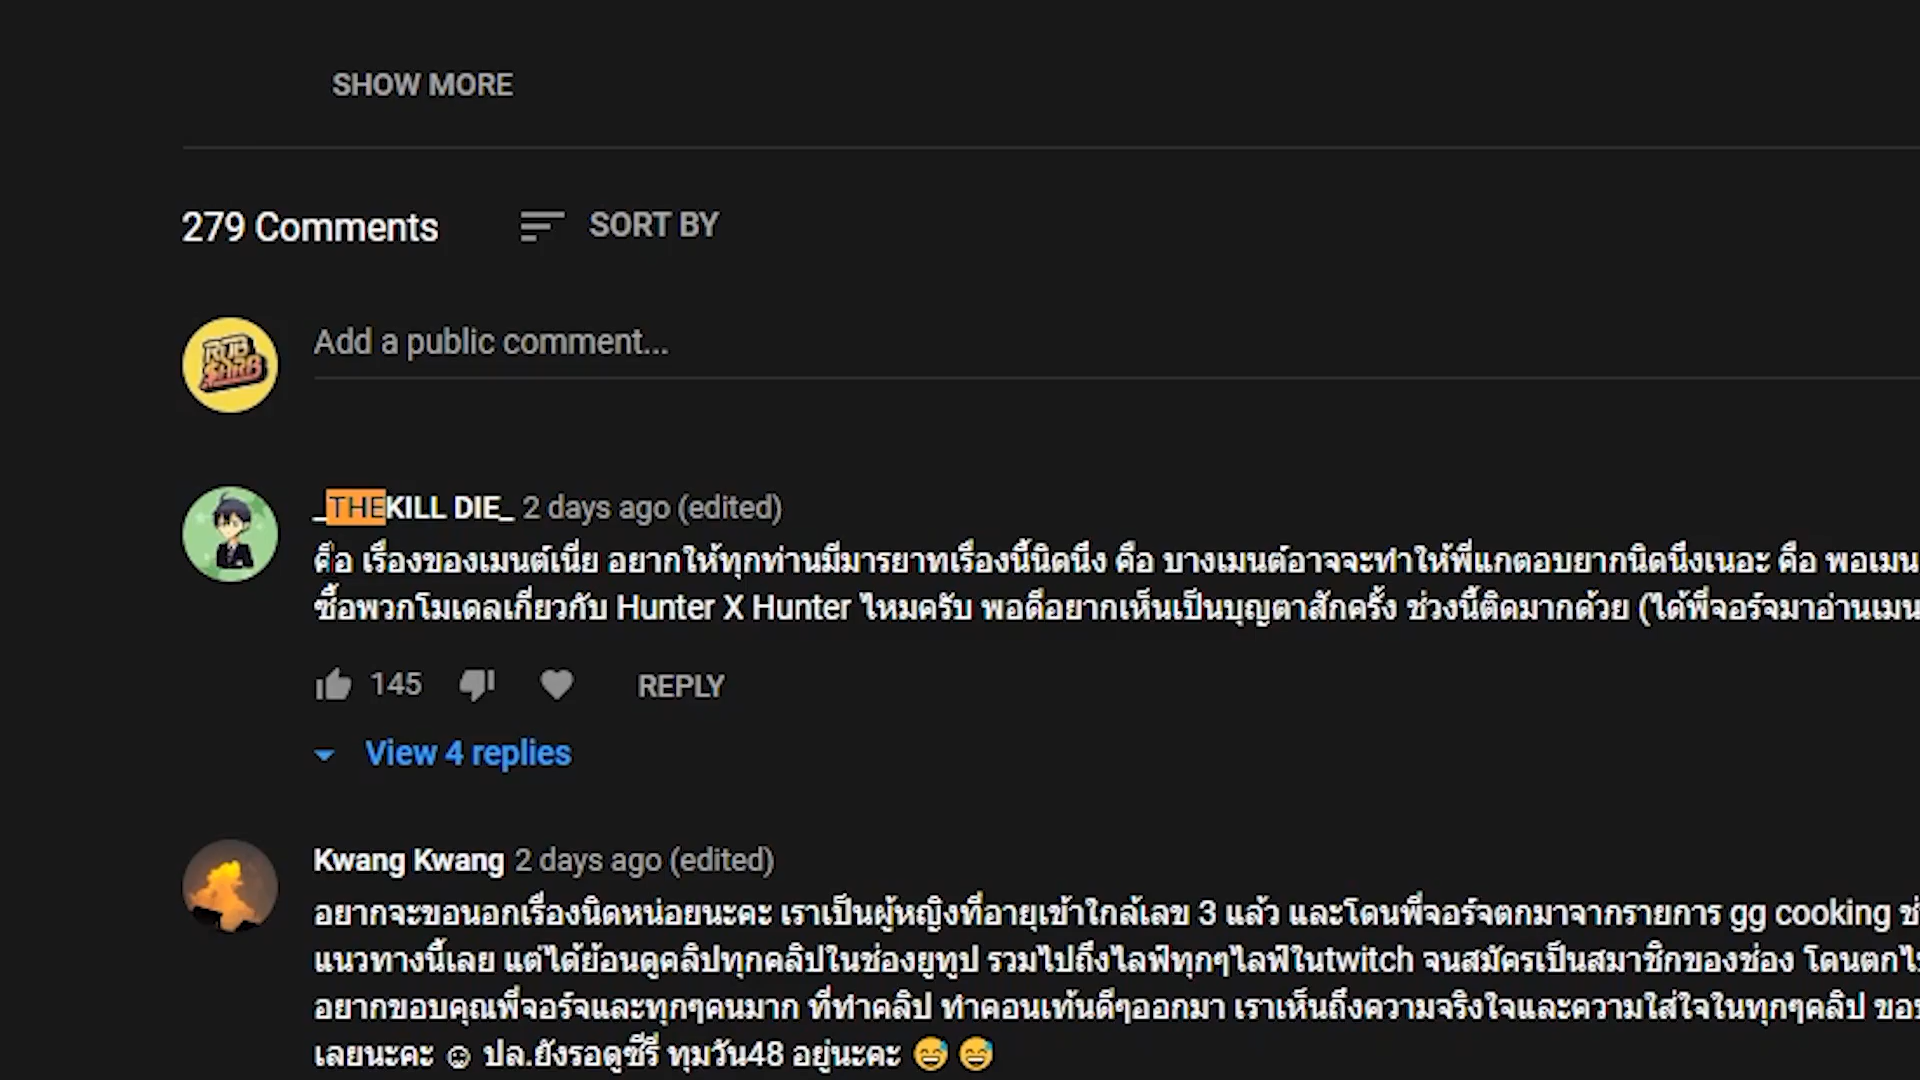 SHOW MORE
279 Comments
SORT BY
RUB SARB
Add a public comment...
_THEKILL DIE_ 2 days ago (edited)
คือ เรื่องของเมนต์เนี่ย อยากให้ทุกท่านมีมารยาทเรื่องนี้นิดนึง คือ บางเมนต์อาจจะทำให้พี่แกตอบยากนิดนึงเนอะ คือ พอเมน
ซื้อพวกโมเดลเกี่ยวกับ Hunter X Hunter ไหมครับ พอดีอยากเห็นเป็นบุญตาสักครั้ง ช่วงนี้ติดมากด้วย (ได้พี่จอร์จมาอ่านเมน
145
REPLY
View 4 replies
Kwang Kwang 2 days ago (edited)
อยากจะขอนอกเรื่องนิดหน่อยนะคะ เราเป็นผู้หญิงที่อายุเข้าใกล้เลข 3 แล้ว และโดนพี่จอร์จตกมาจากรายการ gg cooking
แนวทางนี้เลย แต่ได้ย้อนดูคลิปทุกคลิปในช่องยูทูป รวมไปถึงไลฟ์ทุกๆไลฟ์ในtwitch จนสมัครเป็นสมาชิกของช่อง โดนตก
อยากขอบคุณพี่จอร์จและทุกๆคนมาก ที่ทำคลิป ทำคอนเท้นดีๆออกมา เราเห็นถึงความจริงใจและความใส่ใจในทุกๆคลิป
เลยนะคะ ☺ ปล.ยังรอดูซีรี่ ทุมวัน48 อยู่นะคะ 😅 😅